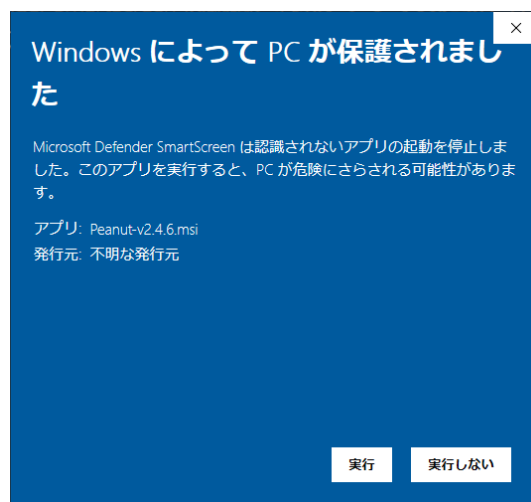 Windows によって PC が保護されまし
た
Microsoft Defender SmartScreen は認識されないアプリの起動を停止しま
した。このアプリを実行すると、PC が危険にさらされる可能性がありま
す。
アプリ: Peanut-v2.4.6.msi
発行元: 不明な発行元
実行
実行しない